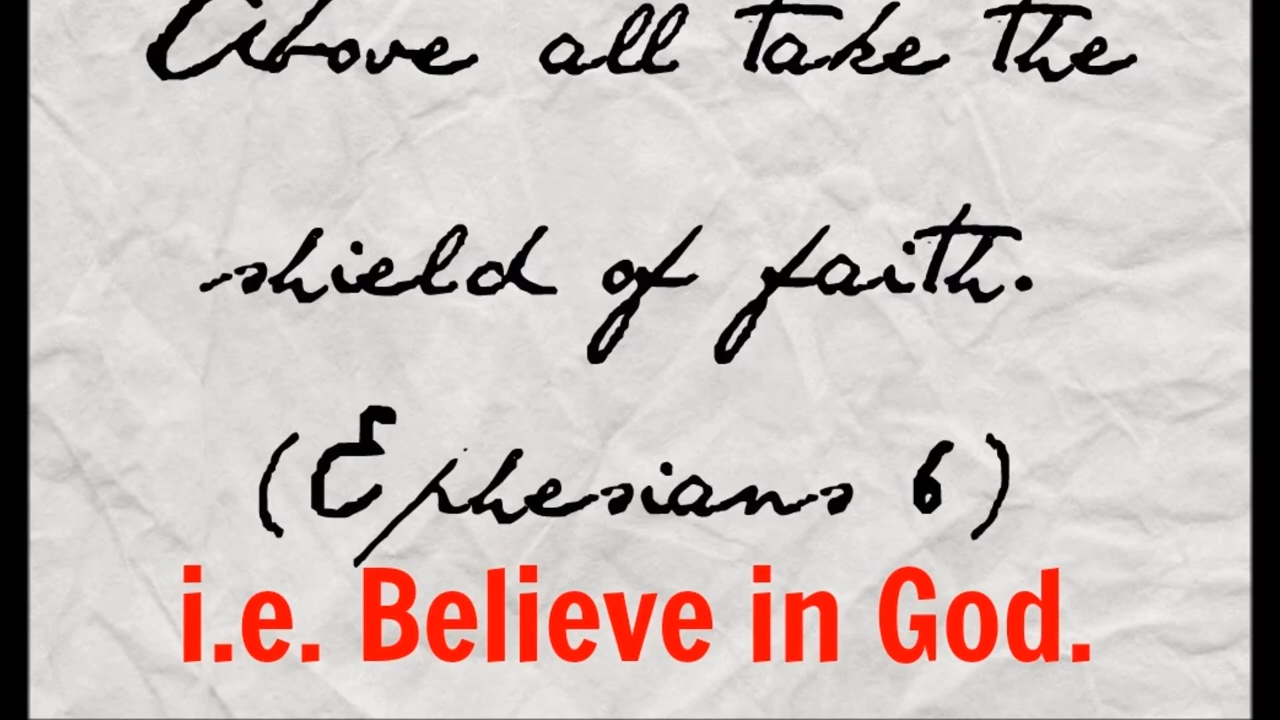 Above all take the
shield of faith.
(Ephesians 6)
i.e. Believe in God.